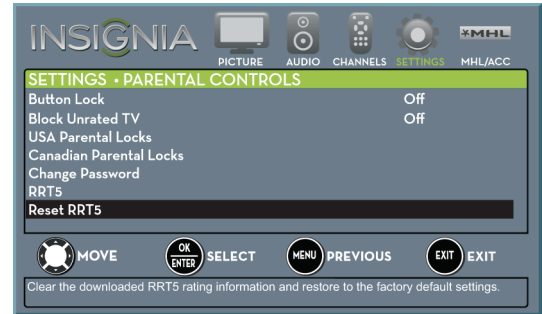 INSIGNIA
PICTURE AUDIO CHANNELS SETTINGS MHL/ACC
MHL
SETTINGS • PARENTAL CONTROLS
Button Lock Off
Block Unrated TV Off
USA Parental Locks
Canadian Parental Locks
Change Password
RRT5
Reset RRT5
MOVE OK ENTER SELECT MENU PREVIOUS EXIT EXIT
Clear the downloaded RRT5 rating information and restore to the factory default settings.